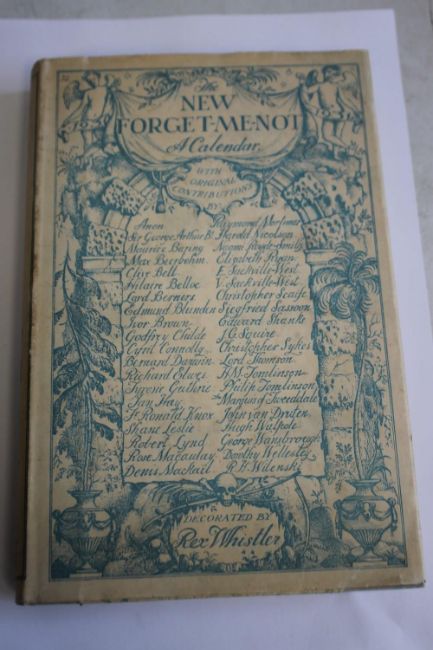 The
NEW
FORGET-ME-NOT
A Calendar
WITH
ORIGINAL
CONTRIBUTIONS
BY
Anon
Sir George Arthur Bt
Maurice Baring
Max Beerbohm
Clive Bell
Hilaire Belloc
Lord Berners
Edmund Blunden
Ivor Brown
Godfrey Childe
Cyril Connolly
Bernard Darwin
Richard Elwes
Guthrie
Ian Hay
Fr Ronald Knox
Shane Leslie
Robert Lynd
Rose Macaulay
Denis Mackail
Raymond Mortimer
Harold Nicolson
Naomi Royde-Smith
Elizabeth Ryan
E. Sackville-West
V. Sackville-West
Christopher Scaife
Siegfried Sassoon
Edward Shanks
J.C. Squire
Christopher Sykes
Lord Thomson
H.M. Tomlinson
Philip Tomlinson
Marquis of Tweeddale
John van Druten
Hugh Walpole
George Wansbrough
Dorothy Wellesley
R.H. Wilenski
DECORATED BY
Rex Whistler